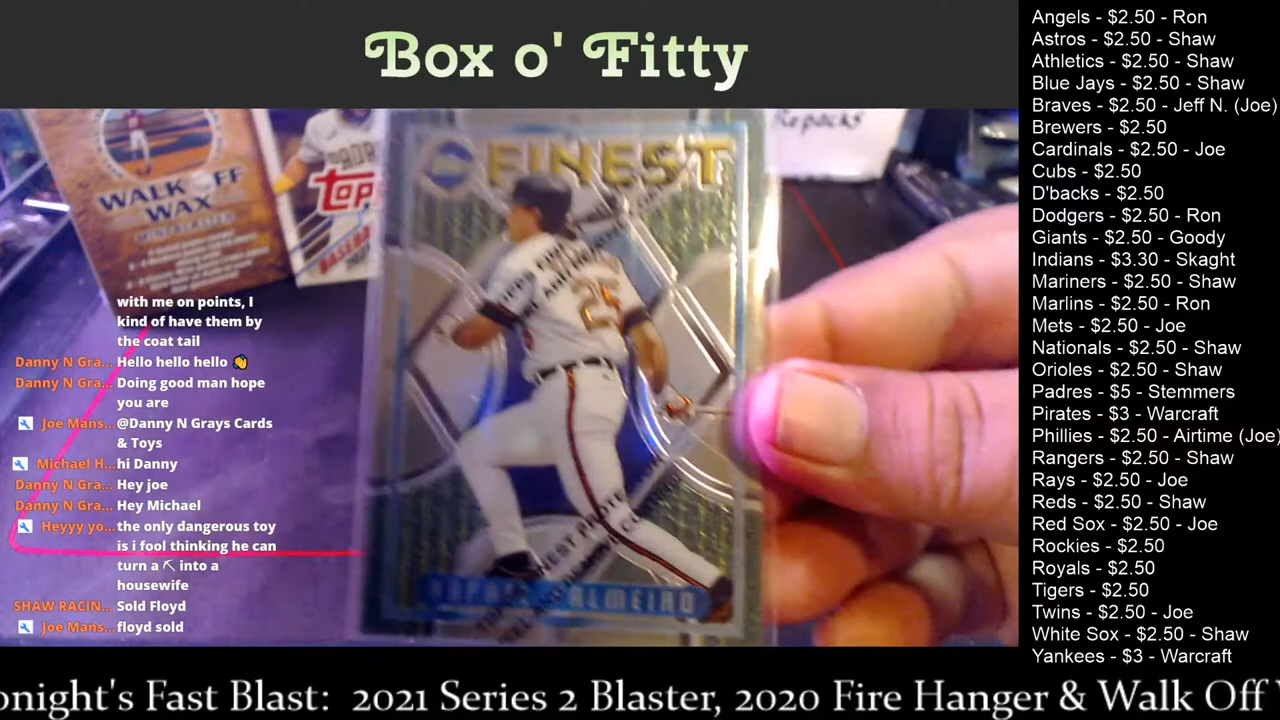 Box o' Fitty
WALK OFF
WAX
PADR
topp
BASEBA
Repacks
FINEST
25
RAFAEL PALMEIRO
with me on points, I
kind of have them by
the coat tail
Danny N Gra... Hello hello hello 👏
Danny N Gra... Doing good man hope
you are
Joe Mans... @Danny N Grays Cards
& Toys
Michael H... hi Danny
Danny N Gra... Hey joe
Danny N Gra... Hey Michael
Heyyy yo... the only dangerous toy
is i fool thinking he can
turn a ⛏ into a
housewife
SHAW RACIN... Sold Floyd
Joe Mans... floyd sold
Angels - $2.50 - Ron
Astros - $2.50 - Shaw
Athletics - $2.50 - Shaw
Blue Jays - $2.50 - Shaw
Braves - $2.50 - Jeff N. (Joe)
Brewers - $2.50
Cardinals - $2.50 - Joe
Cubs - $2.50
D'backs - $2.50
Dodgers - $2.50 - Ron
Giants - $2.50 - Goody
Indians - $3.30 - Skaght
Mariners - $2.50 - Shaw
Marlins - $2.50 - Ron
Mets - $2.50 - Joe
Nationals - $2.50 - Shaw
Orioles - $2.50 - Shaw
Padres - $5 - Stemmers
Pirates - $3 - Warcraft
Phillies - $2.50 - Airtime (Joe)
Rangers - $2.50 - Shaw
Rays - $2.50 - Joe
Reds - $2.50 - Shaw
Red Sox - $2.50 - Joe
Rockies - $2.50
Royals - $2.50
Tigers - $2.50
Twins - $2.50 - Joe
White Sox - $2.50 - Shaw
Yankees - $3 - Warcraft
onight's Fast Blast: 2021 Series 2 Blaster, 2020 Fire Hanger & Walk Off